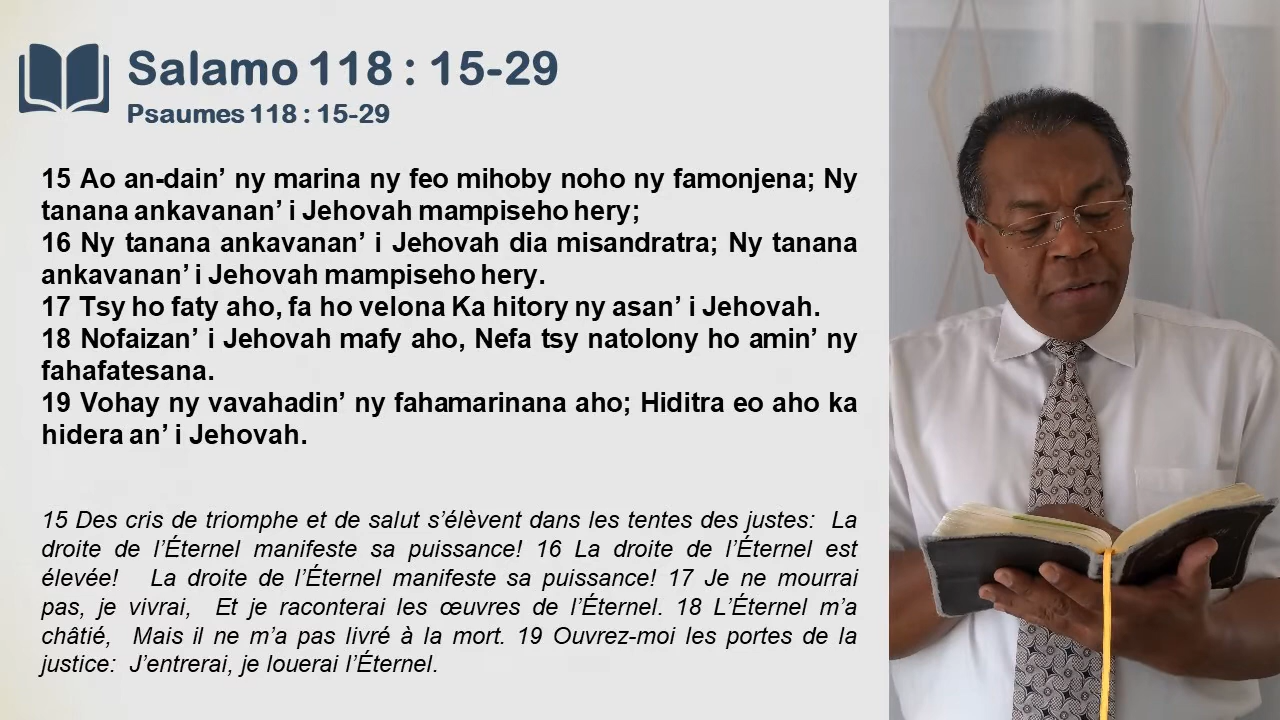 Salamo 118 : 15-29
Psaumes 118 : 15-29
15 Ao an-dain’ ny marina ny feo mihoby noho ny famonjena; Ny
tanana ankavanan’ i Jehovah mampiseho hery;
16 Ny tanana ankavanan’ i Jehovah dia misandratra; Ny tanana
ankavanan’ i Jehovah mampiseho hery.
17 Tsy ho faty aho, fa ho velona Ka hitory ny asan’ i Jehovah.
18 Nofaizan’ i Jehovah mafy aho, Nefa tsy natolony ho amin’ ny
fahafatesana.
19 Vohay ny vavahadin’ ny fahamarinana aho; Hiditra eo aho ka
hidera an’ i Jehovah.
15 Des cris de triomphe et de salut s’élèvent dans les tentes des justes: La
droite de l’Éternel manifeste sa puissance! 16 La droite de l’Éternel est
élevée! La droite de l’Éternel manifeste sa puissance! 17 Je ne mourrai
pas, je vivrai, Et je raconterai les œuvres de l’Éternel. 18 L’Éternel m’a
châtié, Mais il ne m’a pas livré à la mort. 19 Ouvrez-moi les portes de la
justice: J’entrerai, je louerai l’Éternel.